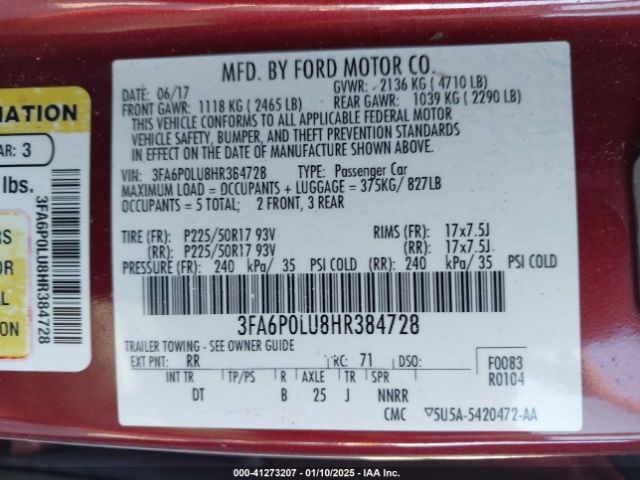 MFD. BY FORD MOTOR CO.
DATE: 06/17 GVWR: 2136 KG ( 4710 LB)
FRONT GAWR: 1118 KG ( 2465 LB) REAR GAWR: 1039 KG ( 2290 LB)
THIS VEHICLE CONFORMS TO ALL APPLICABLE FEDERAL MOTOR
VEHICLE SAFETY, BUMPER, AND THEFT PREVENTION STANDARDS
IN EFFECT ON THE DATE OF MANUFACTURE SHOWN ABOVE.
VIN: 3FA6P0LU8HR384728 TYPE: Passenger Car
MAXIMUM LOAD = OCCUPANTS + LUGGAGE = 375KG/ 827LB
OCCUPANTS = 5 TOTAL: 2 FRONT, 3 REAR
TIRE (FR): P225/50R17 93V RIMS (FR): 17x7.5J
(RR): P225/50R17 93V (RR): 17x7.5J
PRESSURE (FR): 240 kPa/ 35 PSI COLD (RR): 240 kPa/ 35 PSI COLD
3FA6P0LU8HR384728
TRAILER TOWING - SEE OWNER GUIDE
EXT PNT: RR RC: 71 DSO: F0083
R0104
INT TR TP/PS R AXLE TR SPR
DT B 25 J NNRR
CMC 5U5A-5420472-AA
MATION
AR: 3
lbs.
RS
OR
AL
ON
3FA6P0LU8HR384728
000-41273207 - 01/10/2025 - IAA Inc.